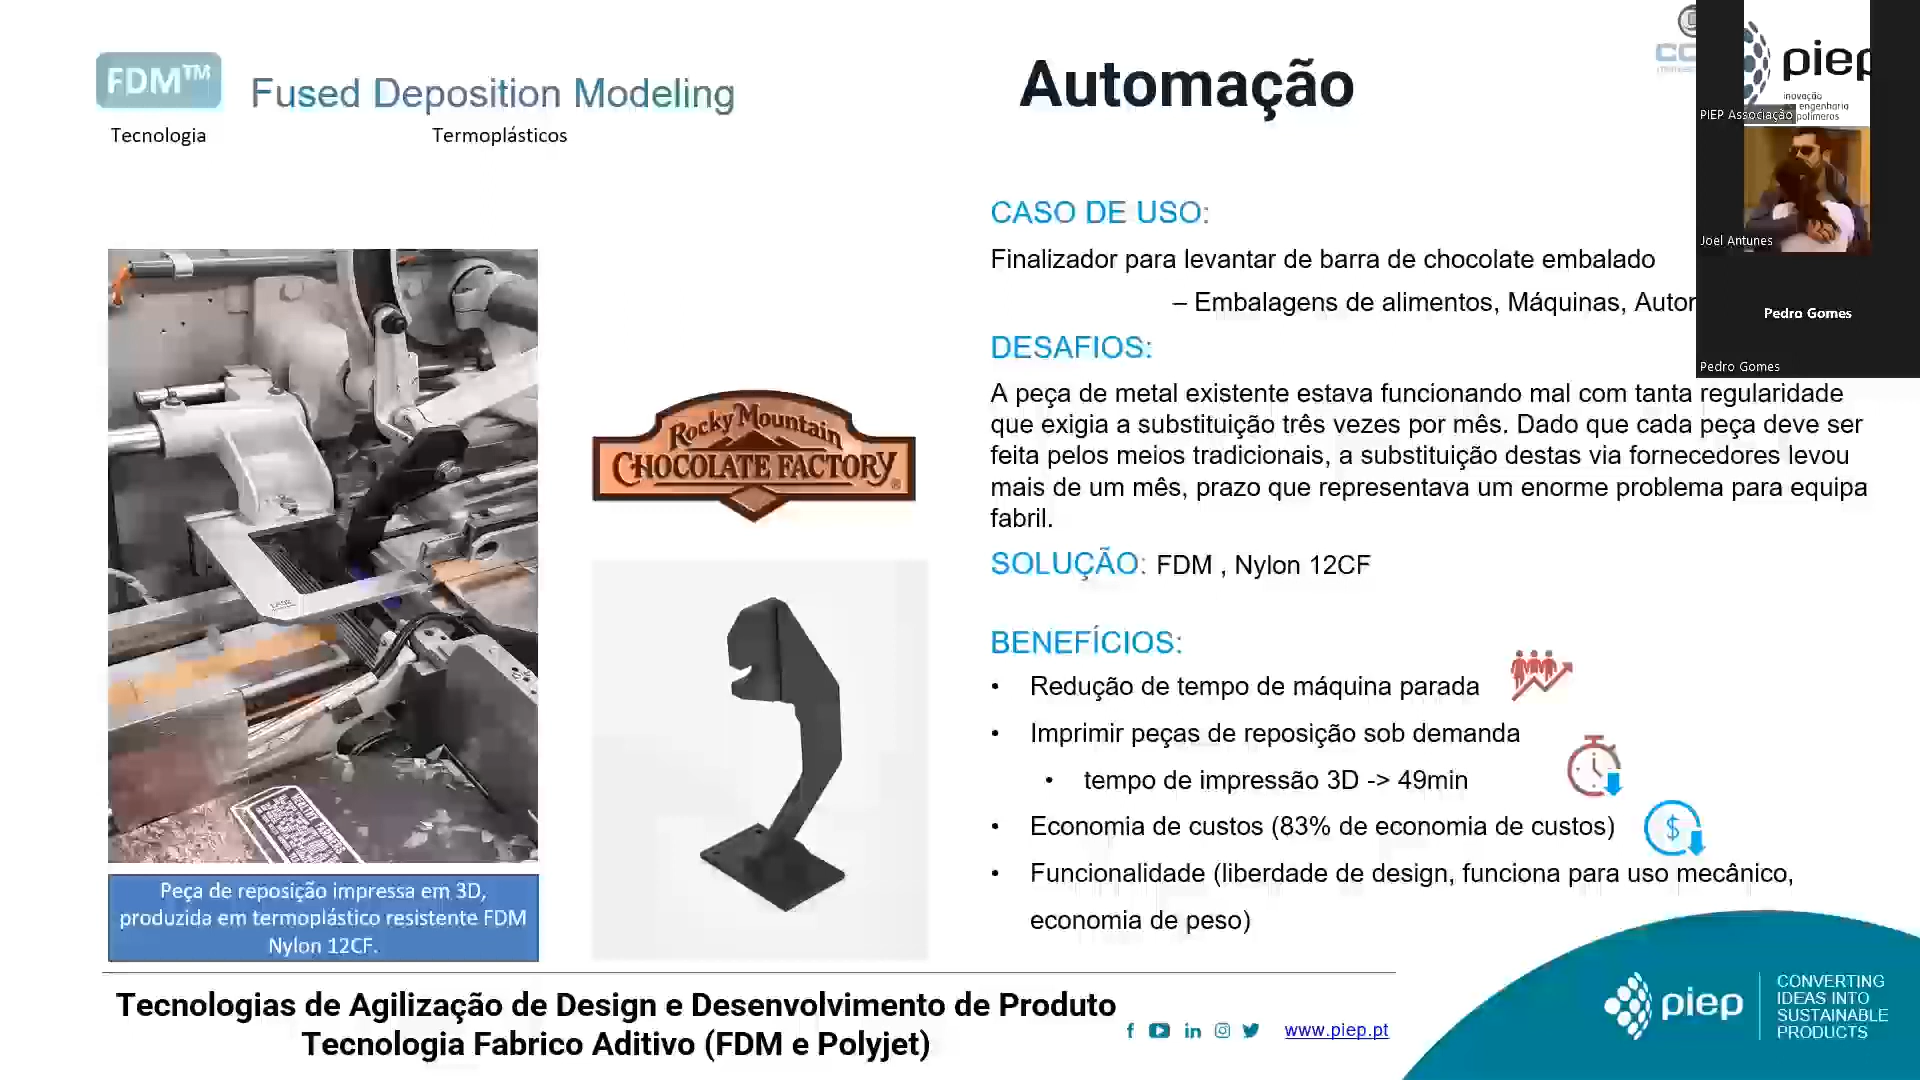 FDM™
Fused Deposition Modeling
Tecnologia
Termoplásticos
Automação
piep
inovação
engenharia
polímeros
PIEP Associação
Joel Antunes
Pedro Gomes
Pedro Gomes
CASO DE USO:
Finalizador para levantar de barra de chocolate embalado
– Embalagens de alimentos, Máquinas, Autor
DESAFIOS:
A peça de metal existente estava funcionando mal com tanta regularidade
que exigia a substituição três vezes por mês. Dado que cada peça deve ser
feita pelos meios tradicionais, a substituição destas via fornecedores levou
mais de um mês, prazo que representava um enorme problema para equipa
fabril.
SOLUÇÃO: FDM , Nylon 12CF
BENEFÍCIOS:
• Redução de tempo de máquina parada
• Imprimir peças de reposição sob demanda
• tempo de impressão 3D -> 49min
• Economia de custos (83% de economia de custos)
• Funcionalidade (liberdade de design, funciona para uso mecânico,
economia de peso)
Rocky Mountain
CHOCOLATE FACTORY®
Peça de reposição impressa em 3D,
produzida em termoplástico resistente FDM
Nylon 12CF.
Tecnologias de Agilização de Design e Desenvolvimento de Produto
Tecnologia Fabrico Aditivo (FDM e Polyjet)
www.piep.pt
piep
CONVERTING
IDEAS INTO
SUSTAINABLE
PRODUCTS